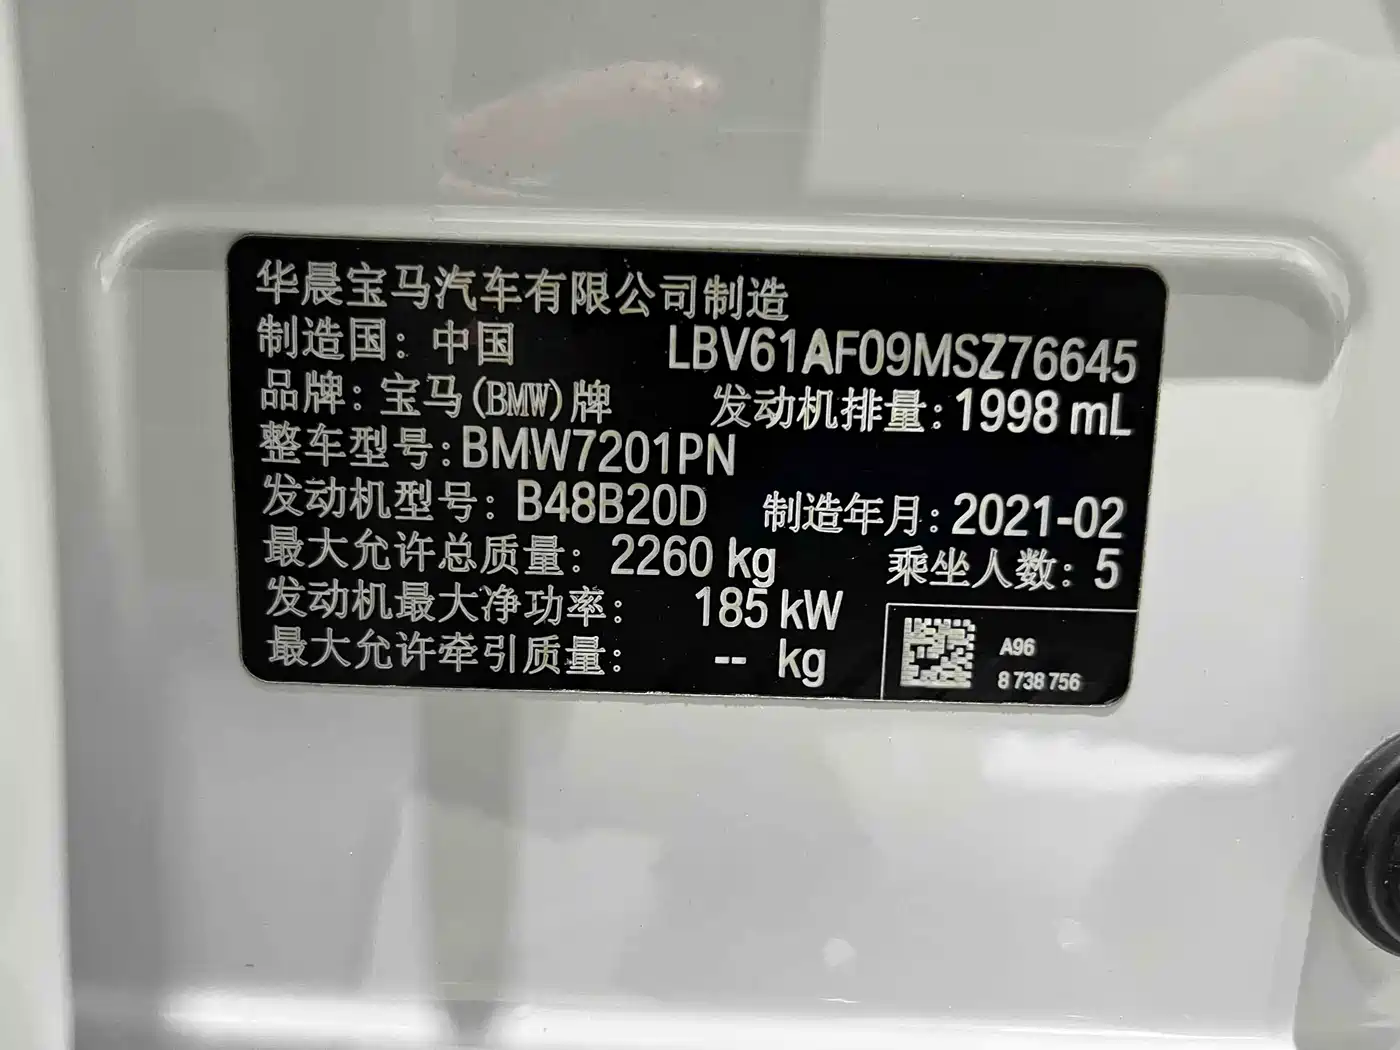 华晨宝马汽车有限公司制造
制造国：中国 LBV61AF09MSZ76645
品牌：宝马(BMW)牌 发动机排量：1998 mL
整车型号：BMW7201PN
发动机型号：B48B20D 制造年月：2021-02
最大允许总质量：2260 kg 乘坐人数：5
发动机最大净功率：185 kW
最大允许牵引质量：-- kg
A96
8 738 756